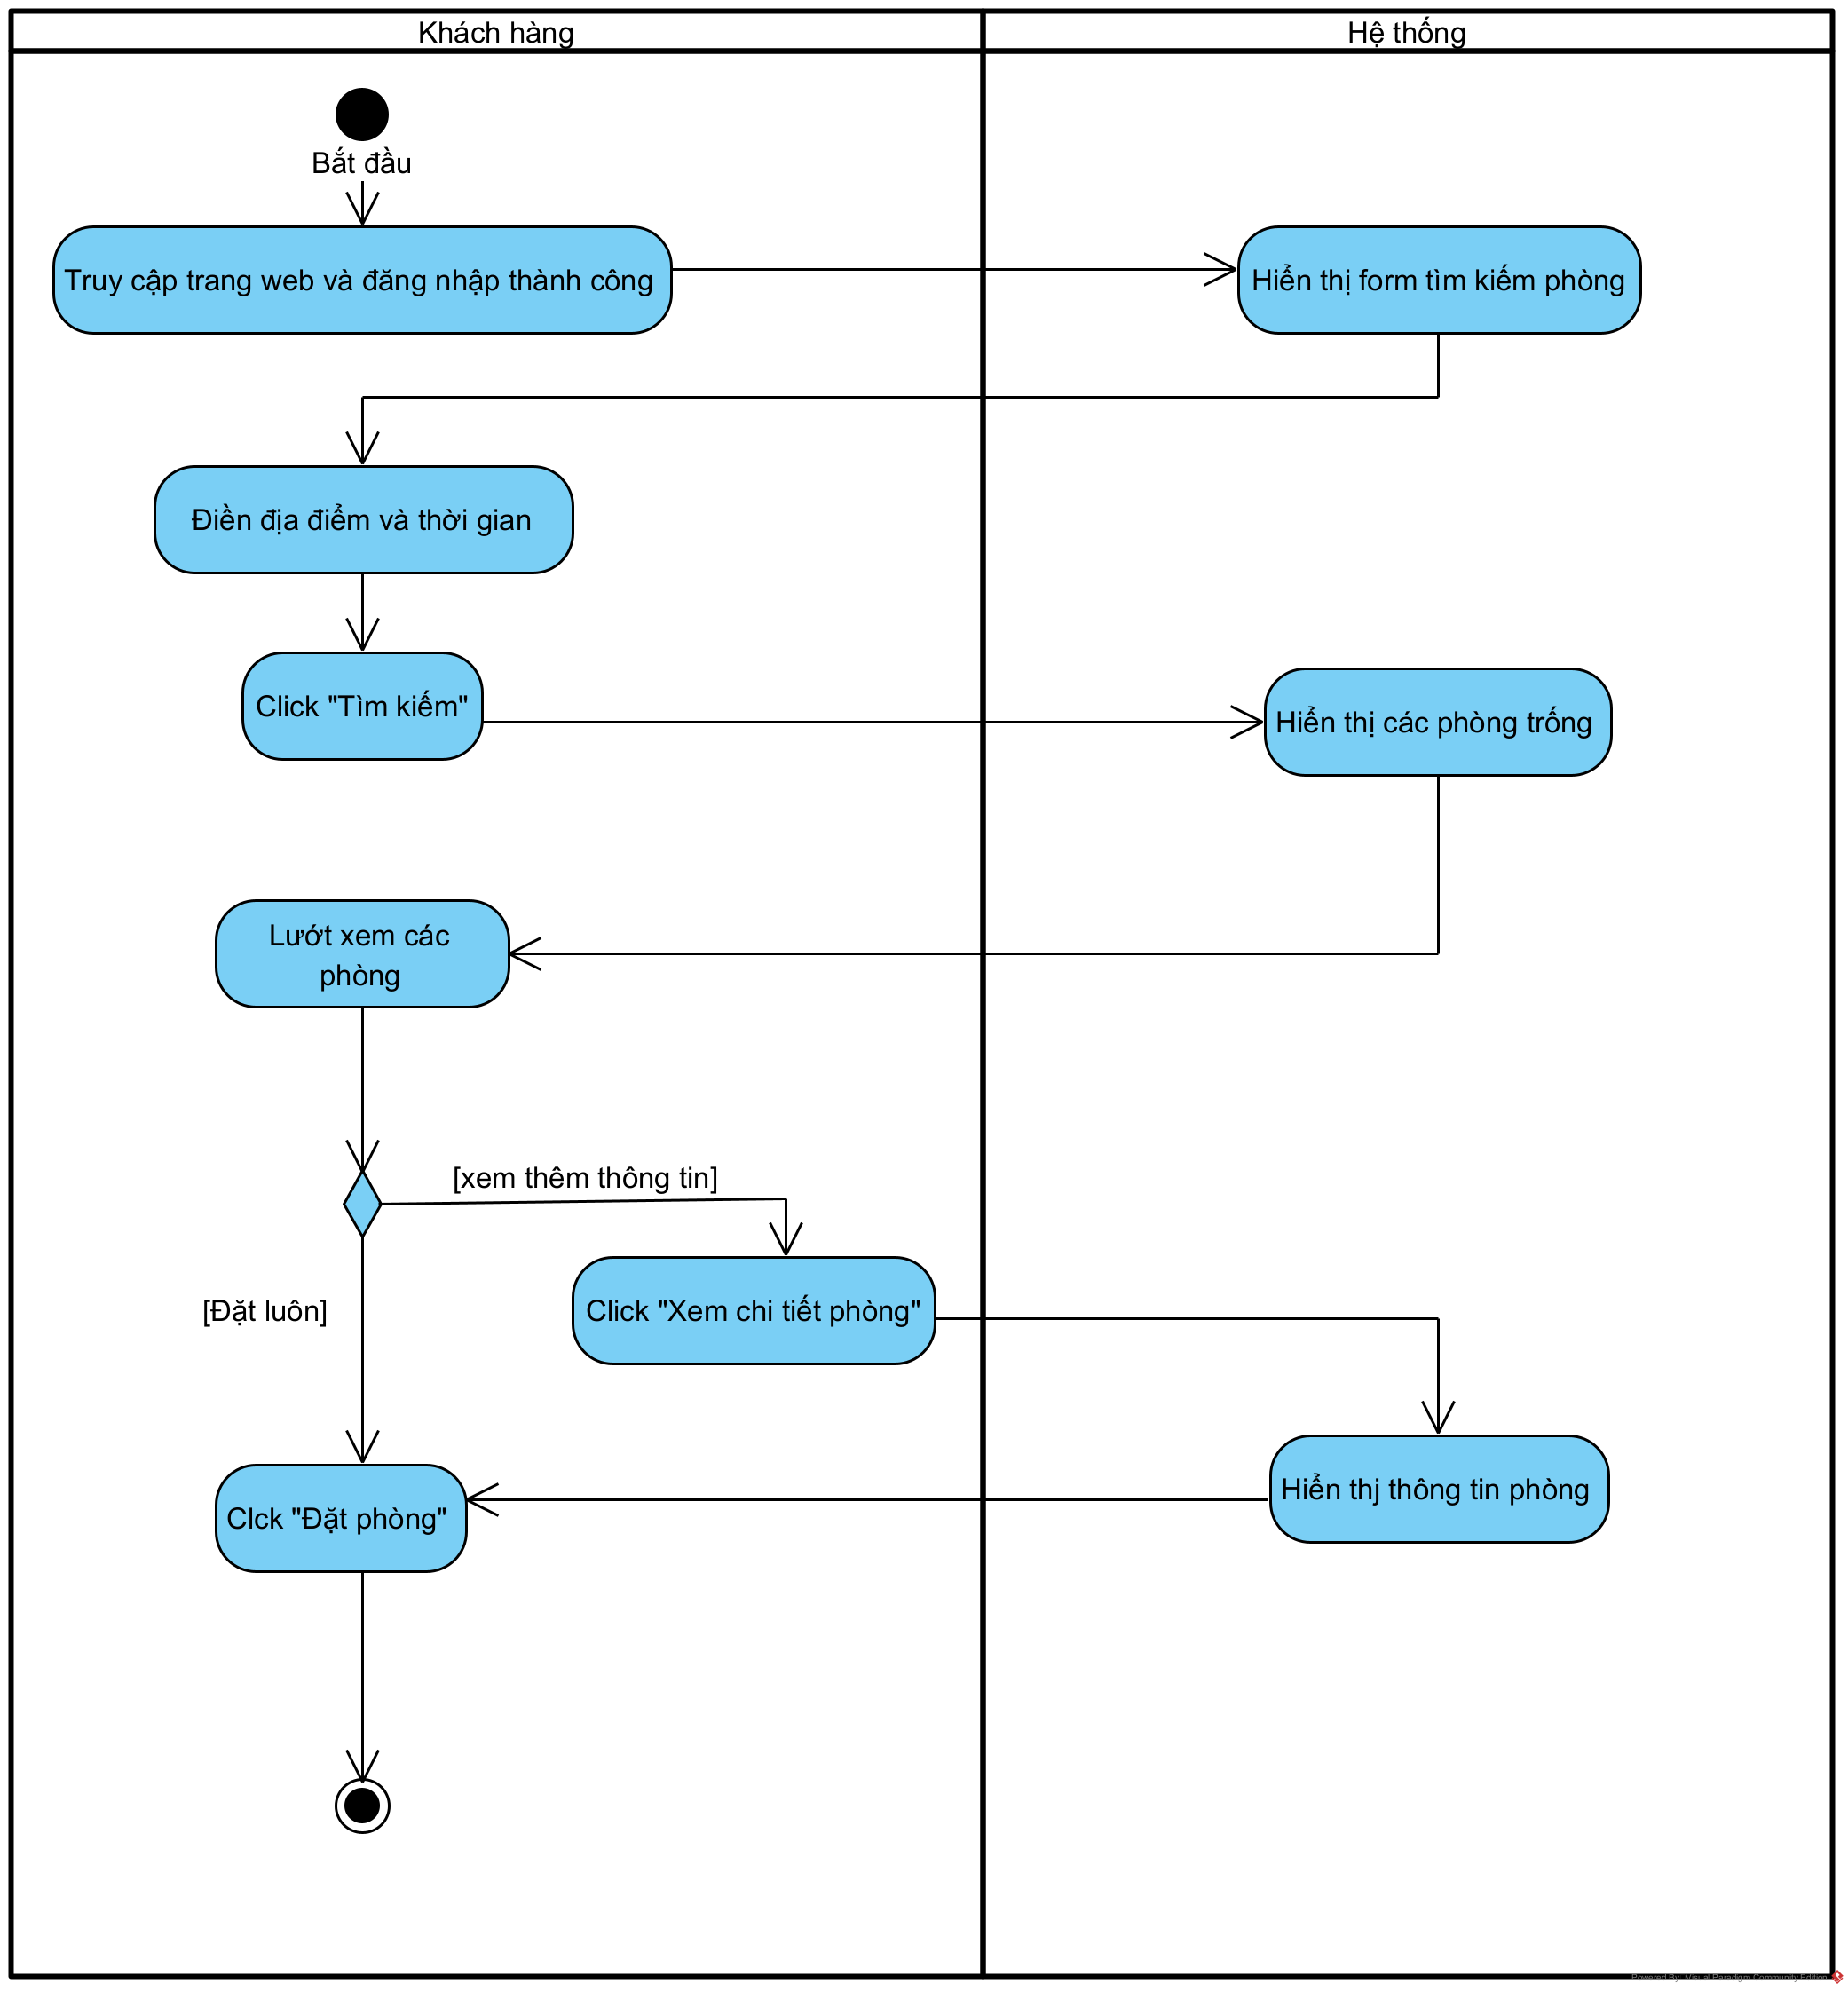 Khách hàng
Hệ thống
Bắt đầu
Truy cập trang web và đăng nhập thành công
Hiển thị form tìm kiếm phòng
Điền địa điểm và thời gian
Click "Tìm kiếm"
Hiển thị các phòng trống
Lướt xem các
phòng
[xem thêm thông tin]
[Đặt luôn]
Click "Xem chi tiết phòng"
Hiển thj thông tin phòng
Clck "Đặt phòng"
Powered By Visual Paradigm Community Edition